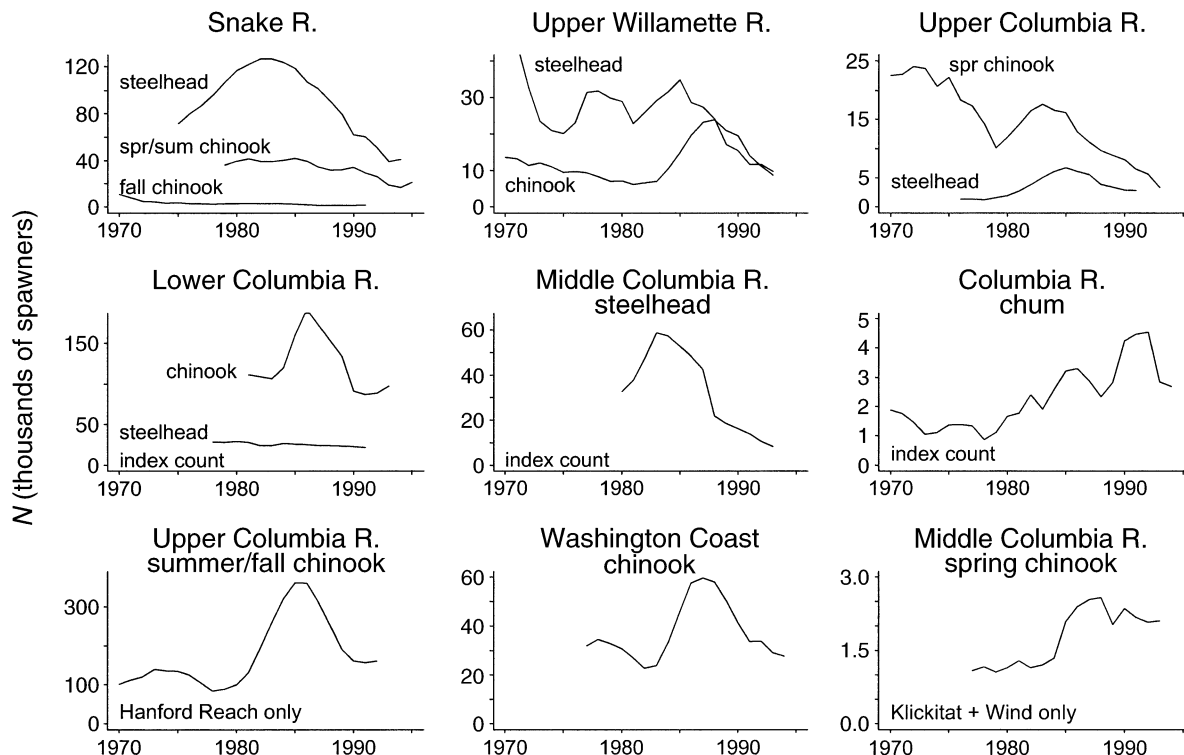 Snake R.
Upper Willamette R.
Upper Columbia R.
N (thousands of spawners)
120
80
40
0
steelhead
spr/sum chinook
fall chinook
1970 1980 1990
30
10
0
steelhead
chinook
1970 1980 1990
25
15
5
0
spr chinook
steelhead
1970 1980 1990
Lower Columbia R.
150
50
0
chinook
steelhead
index count
1970 1980 1990
Middle Columbia R.
steelhead
60
40
20
0
index count
1970 1980 1990
Columbia R.
chum
5
4
3
2
1
0
index count
1970 1980 1990
Upper Columbia R.
summer/fall chinook
300
100
0
Hanford Reach only
1970 1980 1990
Washington Coast
chinook
60
40
20
0
1970 1980 1990
Middle Columbia R.
spring chinook
3.0
1.5
0.0
Klickitat + Wind only
1970 1980 1990